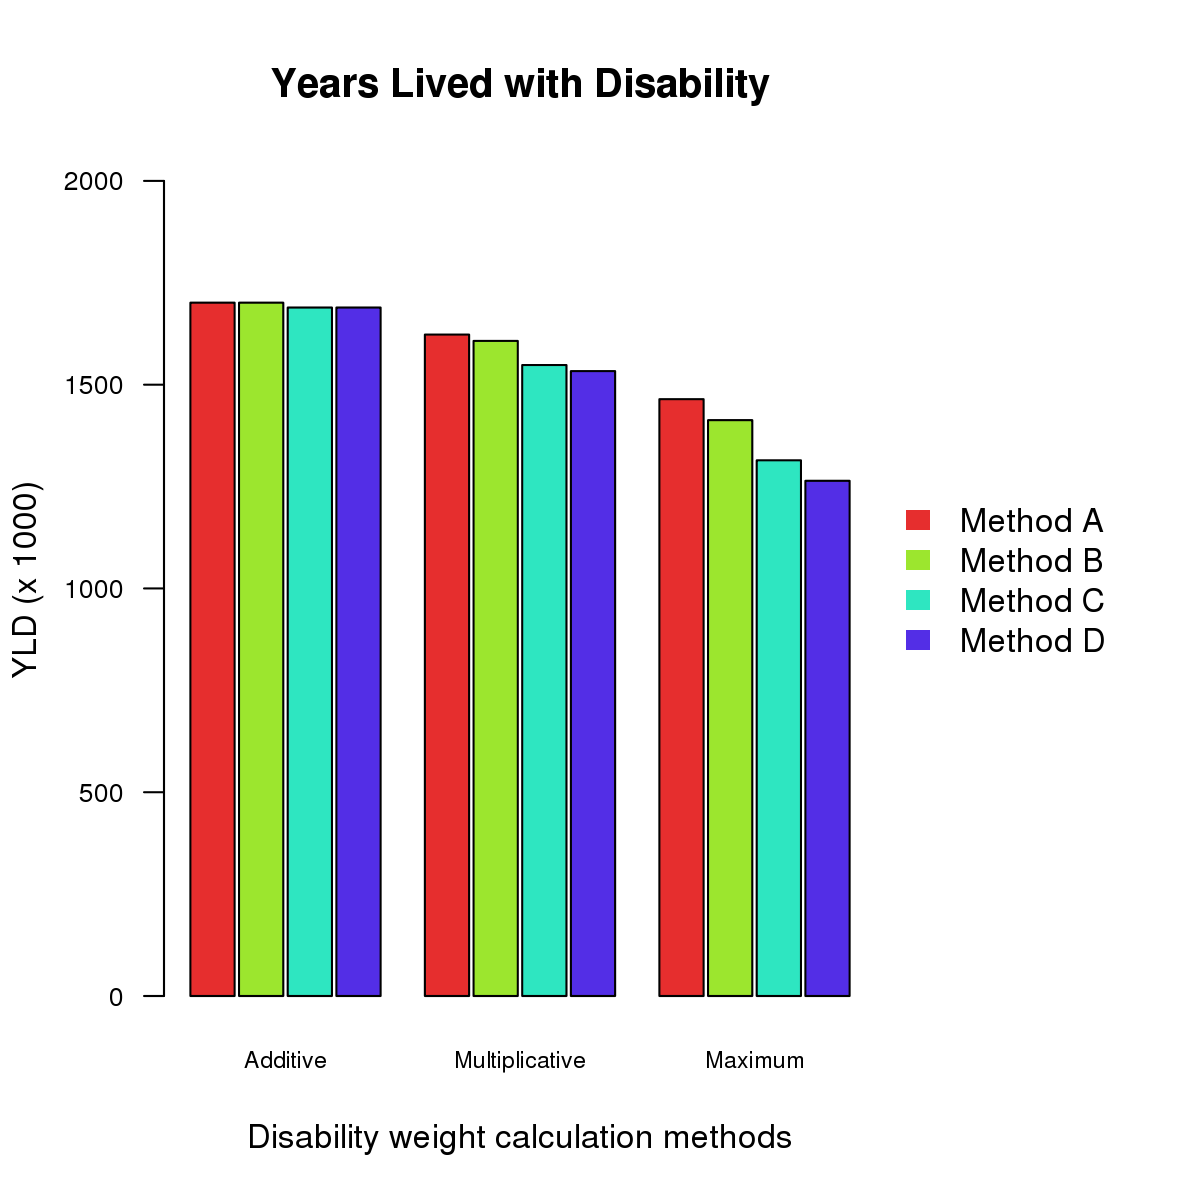 Years Lived with Disability
2000
1500
1000
500
0
YLD (x 1000)
Additive
Multiplicative
Maximum
Disability weight calculation methods
Method A
Method B
Method C
Method D